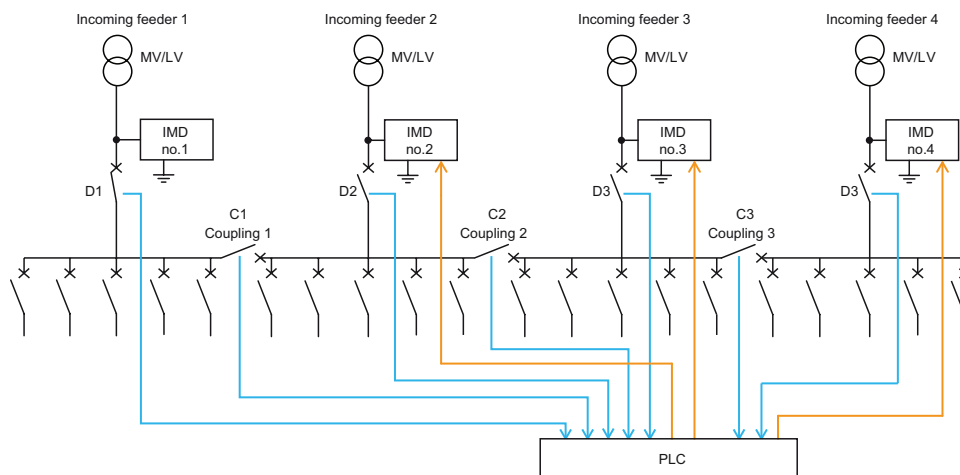 Incoming feeder 1
Incoming feeder 2
Incoming feeder 3
Incoming feeder 4
MV/LV
MV/LV
MV/LV
MV/LV
IMD
no.1
IMD
no.2
IMD
no.3
IMD
no.4
D1
D2
D3
D3
C1
Coupling 1
C2
Coupling 2
C3
Coupling 3
PLC